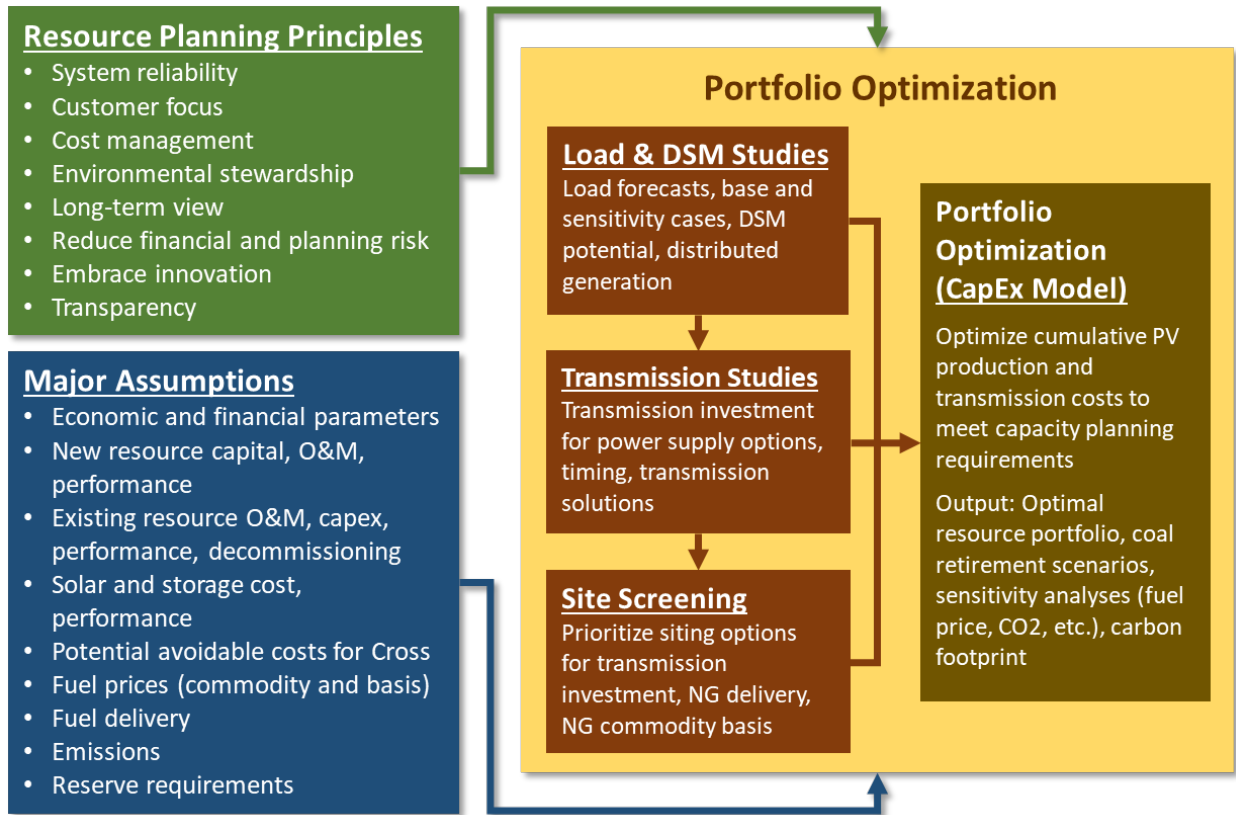 Resource Planning Principles
• System reliability
• Customer focus
• Cost management
• Environmental stewardship
• Long-term view
• Reduce financial and planning risk
• Embrace innovation
• Transparency
Major Assumptions
• Economic and financial parameters
• New resource capital, O&M,
performance
• Existing resource O&M, capex,
performance, decommissioning
• Solar and storage cost,
performance
• Potential avoidable costs for Cross
• Fuel prices (commodity and basis)
• Fuel delivery
• Emissions
• Reserve requirements
Portfolio Optimization
Load & DSM Studies
Load forecasts, base and
sensitivity cases, DSM
potential, distributed
generation
Transmission Studies
Transmission investment
for power supply options,
timing, transmission
solutions
Site Screening
Prioritize siting options
for transmission
investment, NG delivery,
NG commodity basis
Portfolio
Optimization
(CapEx Model)
Optimize cumulative PV
production and
transmission costs to
meet capacity planning
requirements
Output: Optimal
resource portfolio, coal
retirement scenarios,
sensitivity analyses (fuel
price, CO2, etc.), carbon
footprint